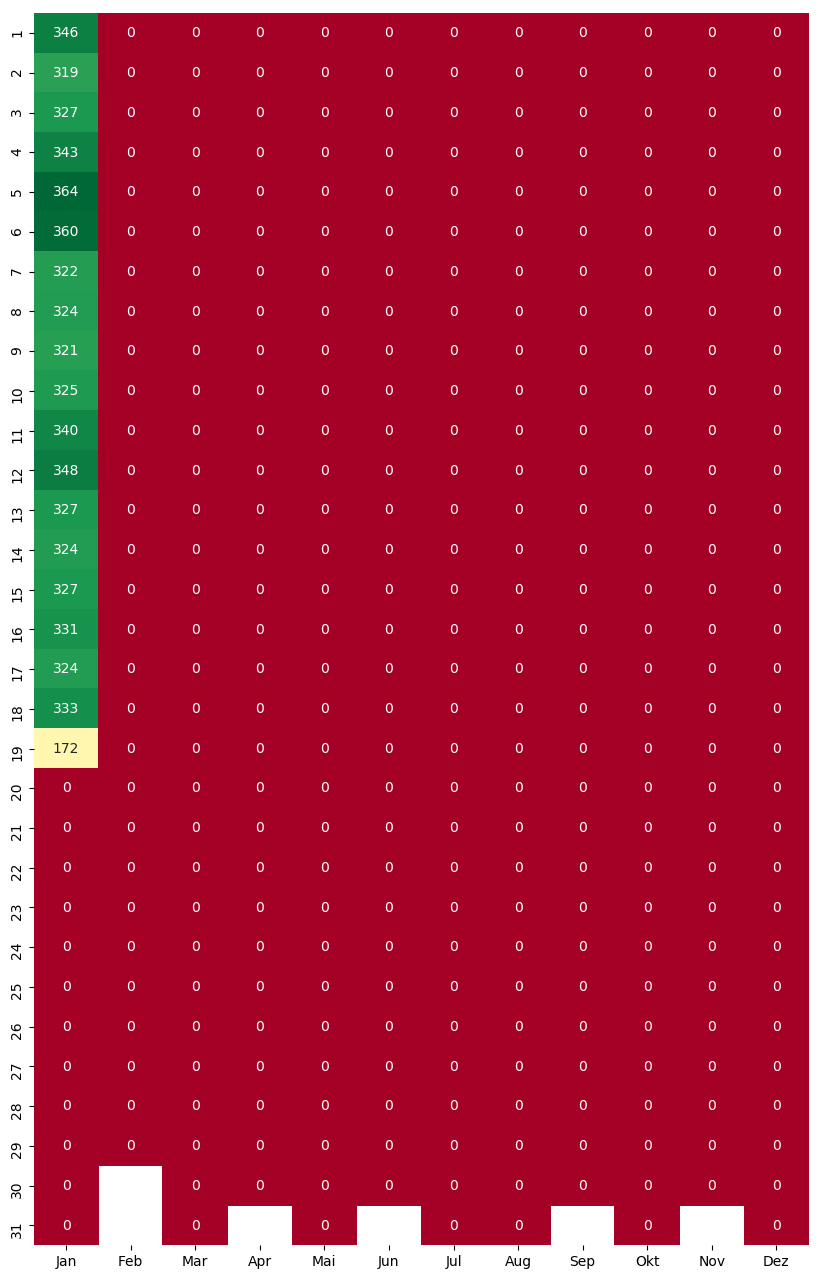 1 346 0 0 0 0 0 0 0 0 0 0 0
2 319 0 0 0 0 0 0 0 0 0 0 0
3 327 0 0 0 0 0 0 0 0 0 0 0
4 343 0 0 0 0 0 0 0 0 0 0 0
5 364 0 0 0 0 0 0 0 0 0 0 0
6 360 0 0 0 0 0 0 0 0 0 0 0
7 322 0 0 0 0 0 0 0 0 0 0 0
8 324 0 0 0 0 0 0 0 0 0 0 0
9 321 0 0 0 0 0 0 0 0 0 0 0
10 325 0 0 0 0 0 0 0 0 0 0 0
11 340 0 0 0 0 0 0 0 0 0 0 0
12 348 0 0 0 0 0 0 0 0 0 0 0
13 327 0 0 0 0 0 0 0 0 0 0 0
14 324 0 0 0 0 0 0 0 0 0 0 0
15 327 0 0 0 0 0 0 0 0 0 0 0
16 331 0 0 0 0 0 0 0 0 0 0 0
17 324 0 0 0 0 0 0 0 0 0 0 0
18 333 0 0 0 0 0 0 0 0 0 0 0
19 172 0 0 0 0 0 0 0 0 0 0 0
20 0 0 0 0 0 0 0 0 0 0 0 0
21 0 0 0 0 0 0 0 0 0 0 0 0
22 0 0 0 0 0 0 0 0 0 0 0 0
23 0 0 0 0 0 0 0 0 0 0 0 0
24 0 0 0 0 0 0 0 0 0 0 0 0
25 0 0 0 0 0 0 0 0 0 0 0 0
26 0 0 0 0 0 0 0 0 0 0 0 0
27 0 0 0 0 0 0 0 0 0 0 0 0
28 0 0 0 0 0 0 0 0 0 0 0 0
29 0 0 0 0 0 0 0 0 0 0 0 0
30 0 0 0 0 0 0 0 0 0 0 0
31 0 0 0 0 0 0 0
Jan Feb Mar Apr Mai Jun Jul Aug Sep Okt Nov Dez